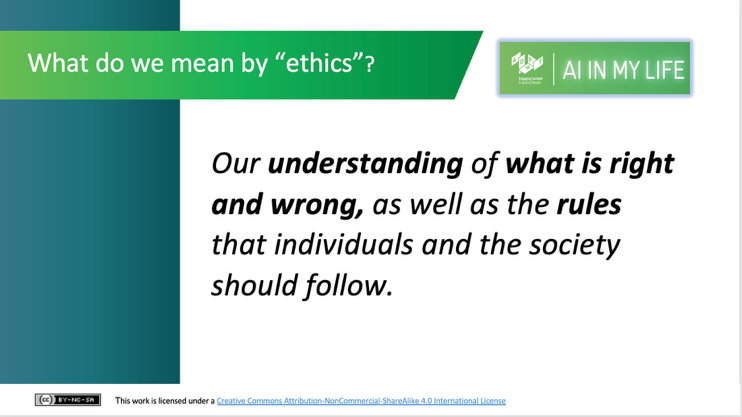 What do we mean by “ethics”?
AI IN MY LIFE
Our understanding of what is right
and wrong, as well as the rules
that individuals and the society
should follow.
(cc) BY-NC-SA
This work is licensed under a Creative Commons Attribution-NonCommercial-ShareAlike 4.0 International License